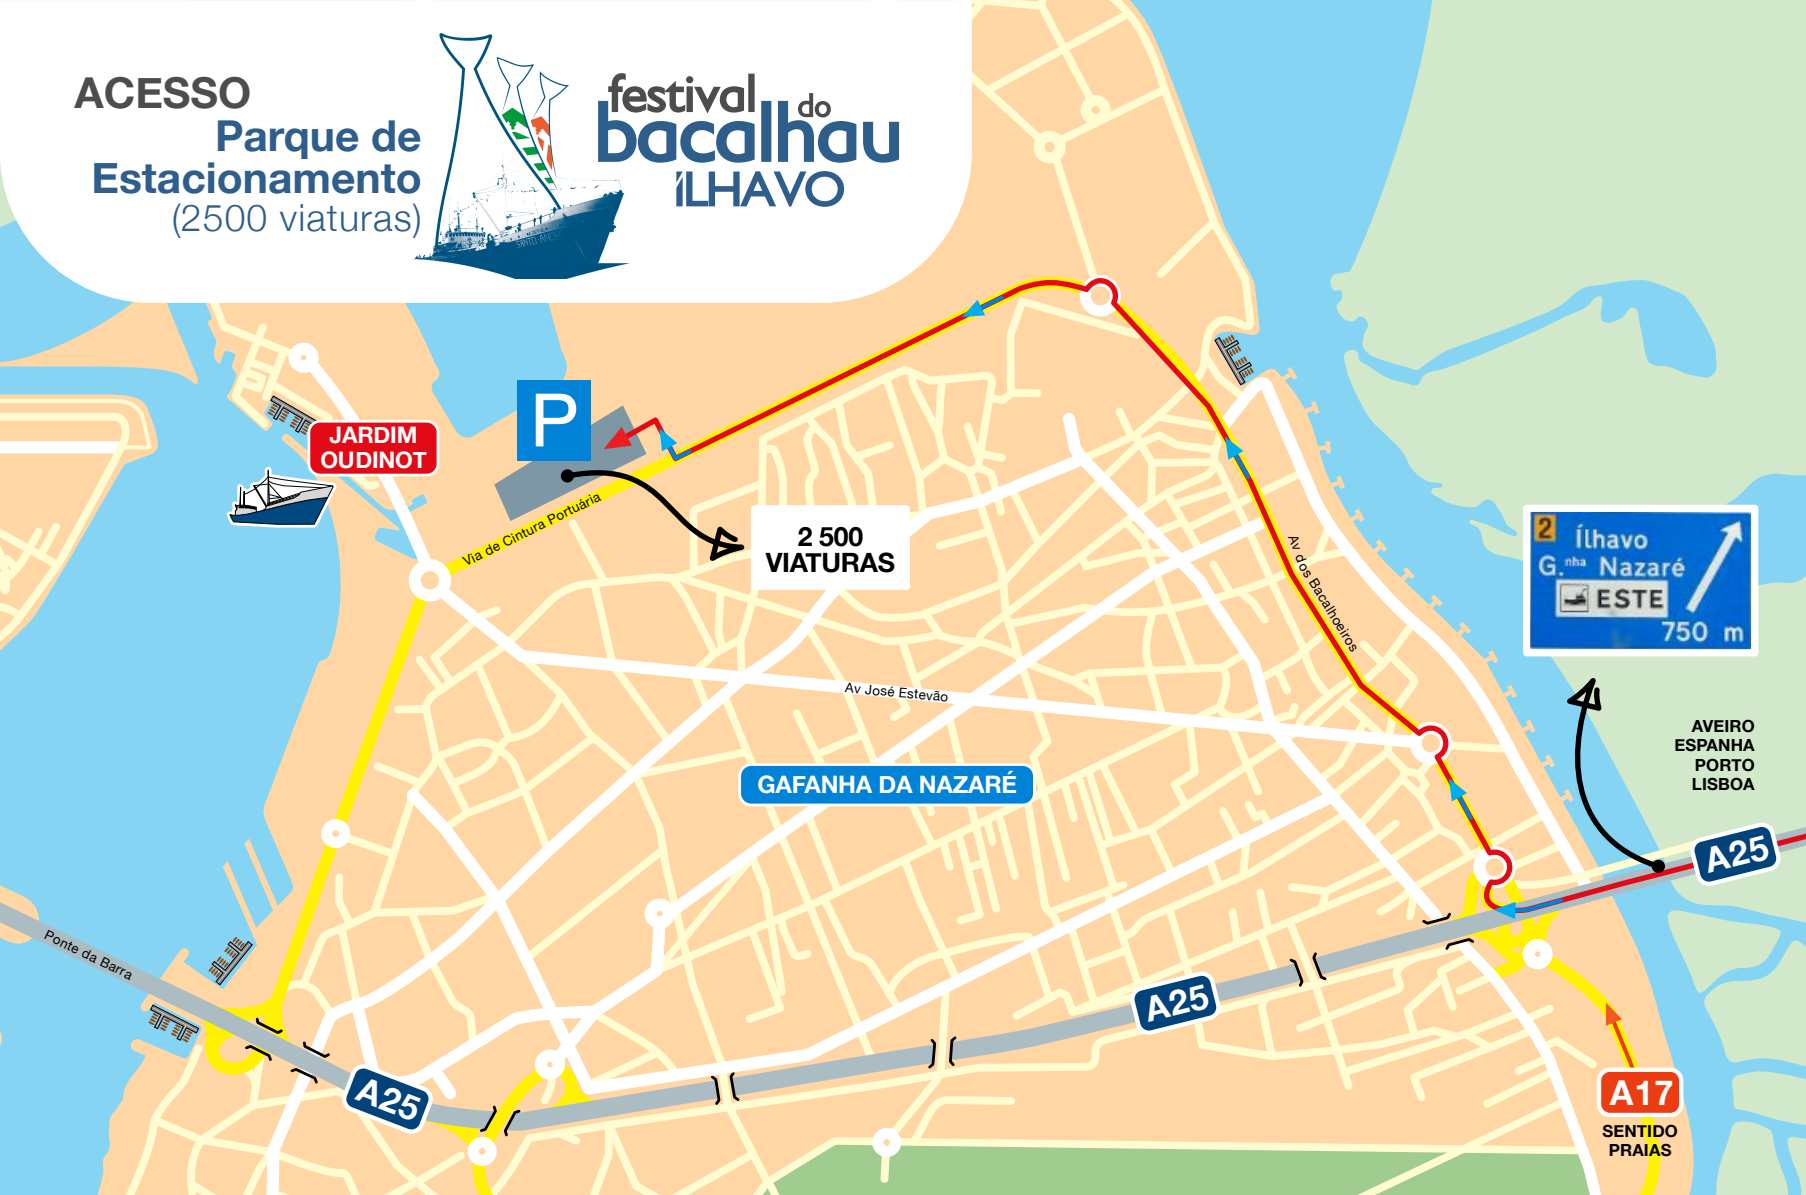 ACESSO
Parque de
Estacionamento
(2500 viaturas)
festival do
bacalhau
ÍLHAVO
SANTO AND
JARDIM
OUDINOT
P
Via de Cintura Portuária
2 500
VIATURAS
Av dos Bacalhoeiros
2
Ílhavo
G.nha Nazaré
ESTE
750 m
Av José Estevão
GAFANHA DA NAZARÉ
AVEIRO
ESPANHA
PORTO
LISBOA
A25
Ponte da Barra
A25
A25
A17
SENTIDO
PRAIAS